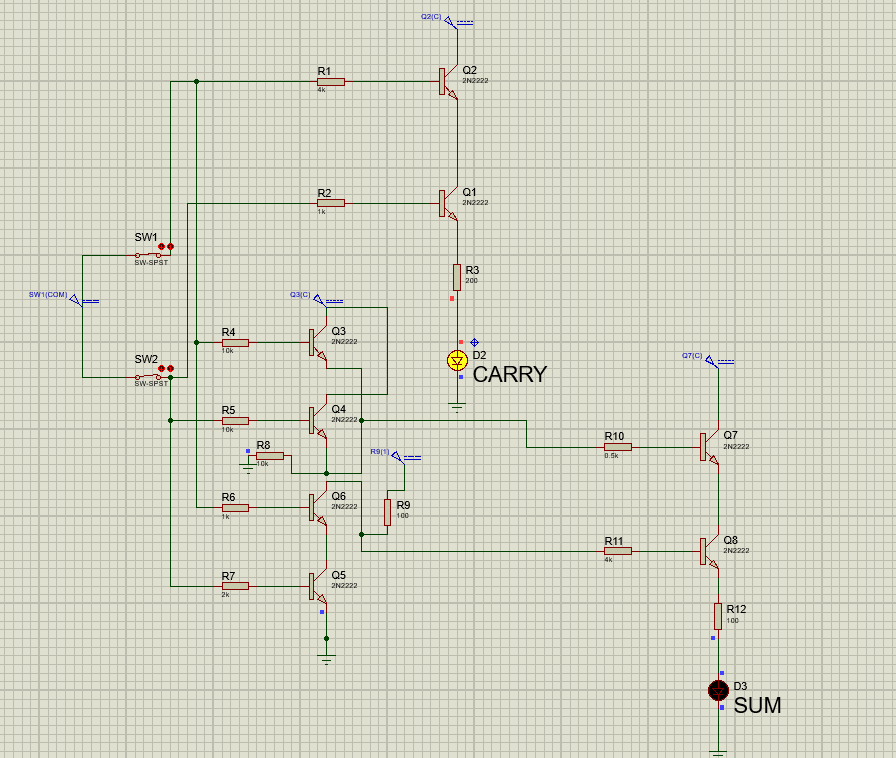 Q2(C)
R1
4k
Q2
2N2222
R2
1k
Q1
2N2222
SW1
SW-SPST
R3
200
SW1(COM)
Q3(C)
R4
10k
Q3
2N2222
D2
CARRY
SW2
SW-SPST
Q7(C)
R5
10k
Q4
2N2222
R8
10k
R9(1)
R10
0.5k
Q7
2N2222
R6
1k
Q6
2N2222
R9
100
R11
4k
Q8
2N2222
R7
2k
Q5
2N2222
R12
100
D3
SUM